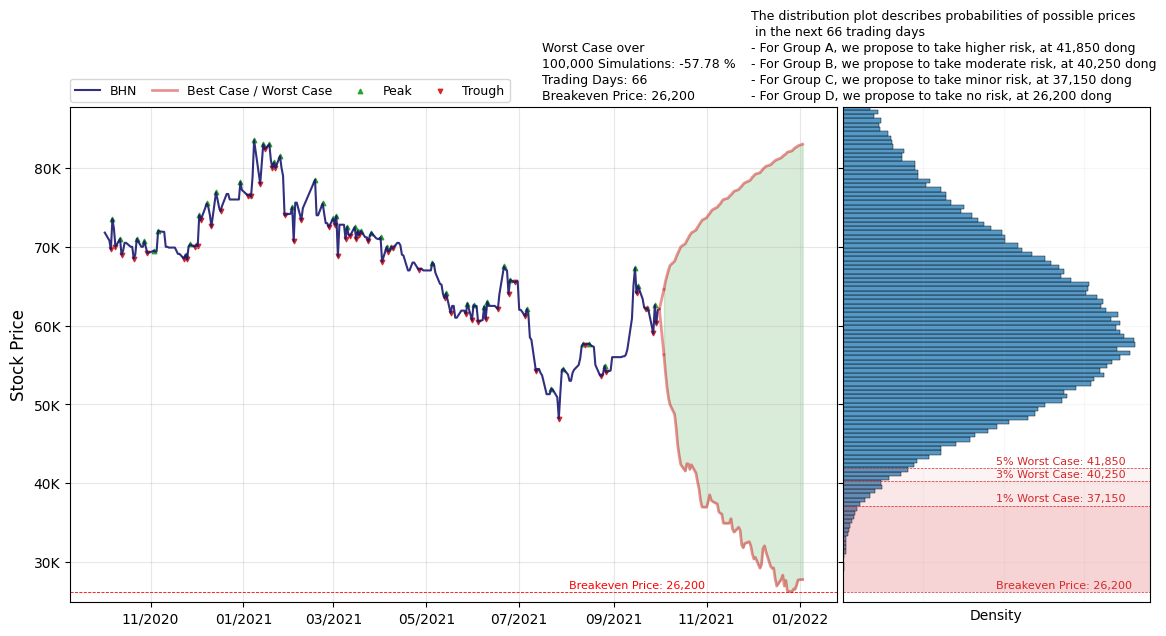 The distribution plot describes probabilities of possible prices
in the next 66 trading days
- For Group A, we propose to take higher risk, at 41,850 dong
- For Group B, we propose to take moderate risk, at 40,250 dong
- For Group C, we propose to take minor risk, at 37,150 dong
- For Group D, we propose to take no risk, at 26,200 dong
Worst Case over
100,000 Simulations: -57.78 %
Trading Days: 66
Breakeven Price: 26,200
BHN
Best Case / Worst Case
Peak
Trough
Stock Price
80K
70K
60K
50K
40K
30K
Breakeven Price: 26,200
11/2020
01/2021
03/2021
05/2021
07/2021
09/2021
11/2021
01/2022
5% Worst Case: 41,850
3% Worst Case: 40,250
1% Worst Case: 37,150
Breakeven Price: 26,200
Density